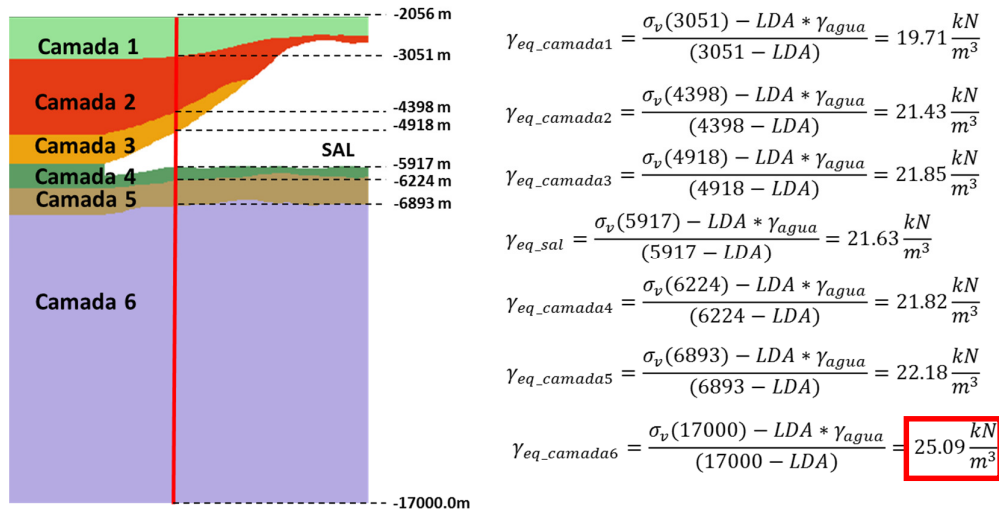 Camada 1
Camada 2
Camada 3
Camada 4
Camada 5
Camada 6
SAL
-2056 m
-3051 m
-4398 m
-4918 m
-5917 m
-6224 m
-6893 m
-17000.0m
γ_eq_camada1 = (σ_v(3051) − LDA * γ_agua) / (3051 − LDA) = 19.71 kN/m³
γ_eq_camada2 = (σ_v(4398) − LDA * γ_agua) / (4398 − LDA) = 21.43 kN/m³
γ_eq_camada3 = (σ_v(4918) − LDA * γ_agua) / (4918 − LDA) = 21.85 kN/m³
γ_eq_sal = (σ_v(5917) − LDA * γ_agua) / (5917 − LDA) = 21.63 kN/m³
γ_eq_camada4 = (σ_v(6224) − LDA * γ_agua) / (6224 − LDA) = 21.82 kN/m³
γ_eq_camada5 = (σ_v(6893) − LDA * γ_agua) / (6893 − LDA) = 22.18 kN/m³
γ_eq_camada6 = (σ_v(17000) − LDA * γ_agua) / (17000 − LDA) = 25.09 kN/m³